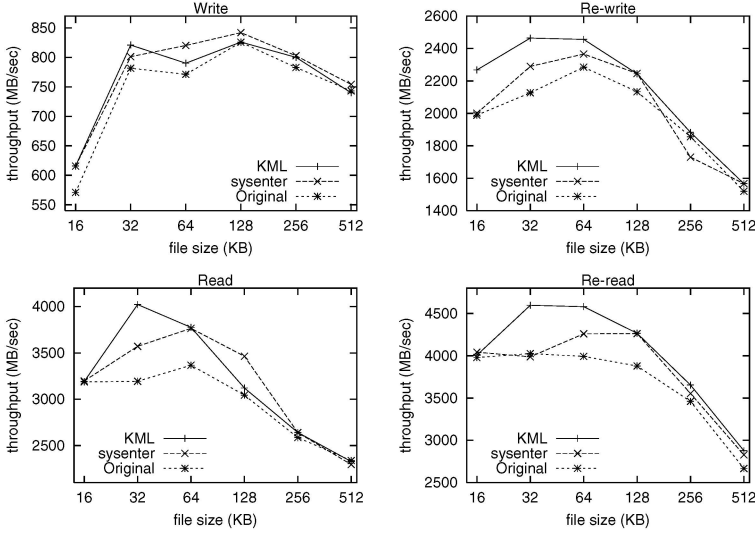 Write
throughput (MB/sec)
850
800
750
700
650
600
550
KML
sysenter
Original
16 32 64 128 256 512
file size (KB)
Re-write
throughput (MB/sec)
2600
2400
2200
2000
1800
1600
1400
KML
sysenter
Original
16 32 64 128 256 512
file size (KB)
Read
throughput (MB/sec)
4000
3500
3000
2500
KML
sysenter
Original
16 32 64 128 256 512
file size (KB)
Re-read
throughput (MB/sec)
4500
4000
3500
3000
2500
KML
sysenter
Original
16 32 64 128 256 512
file size (KB)